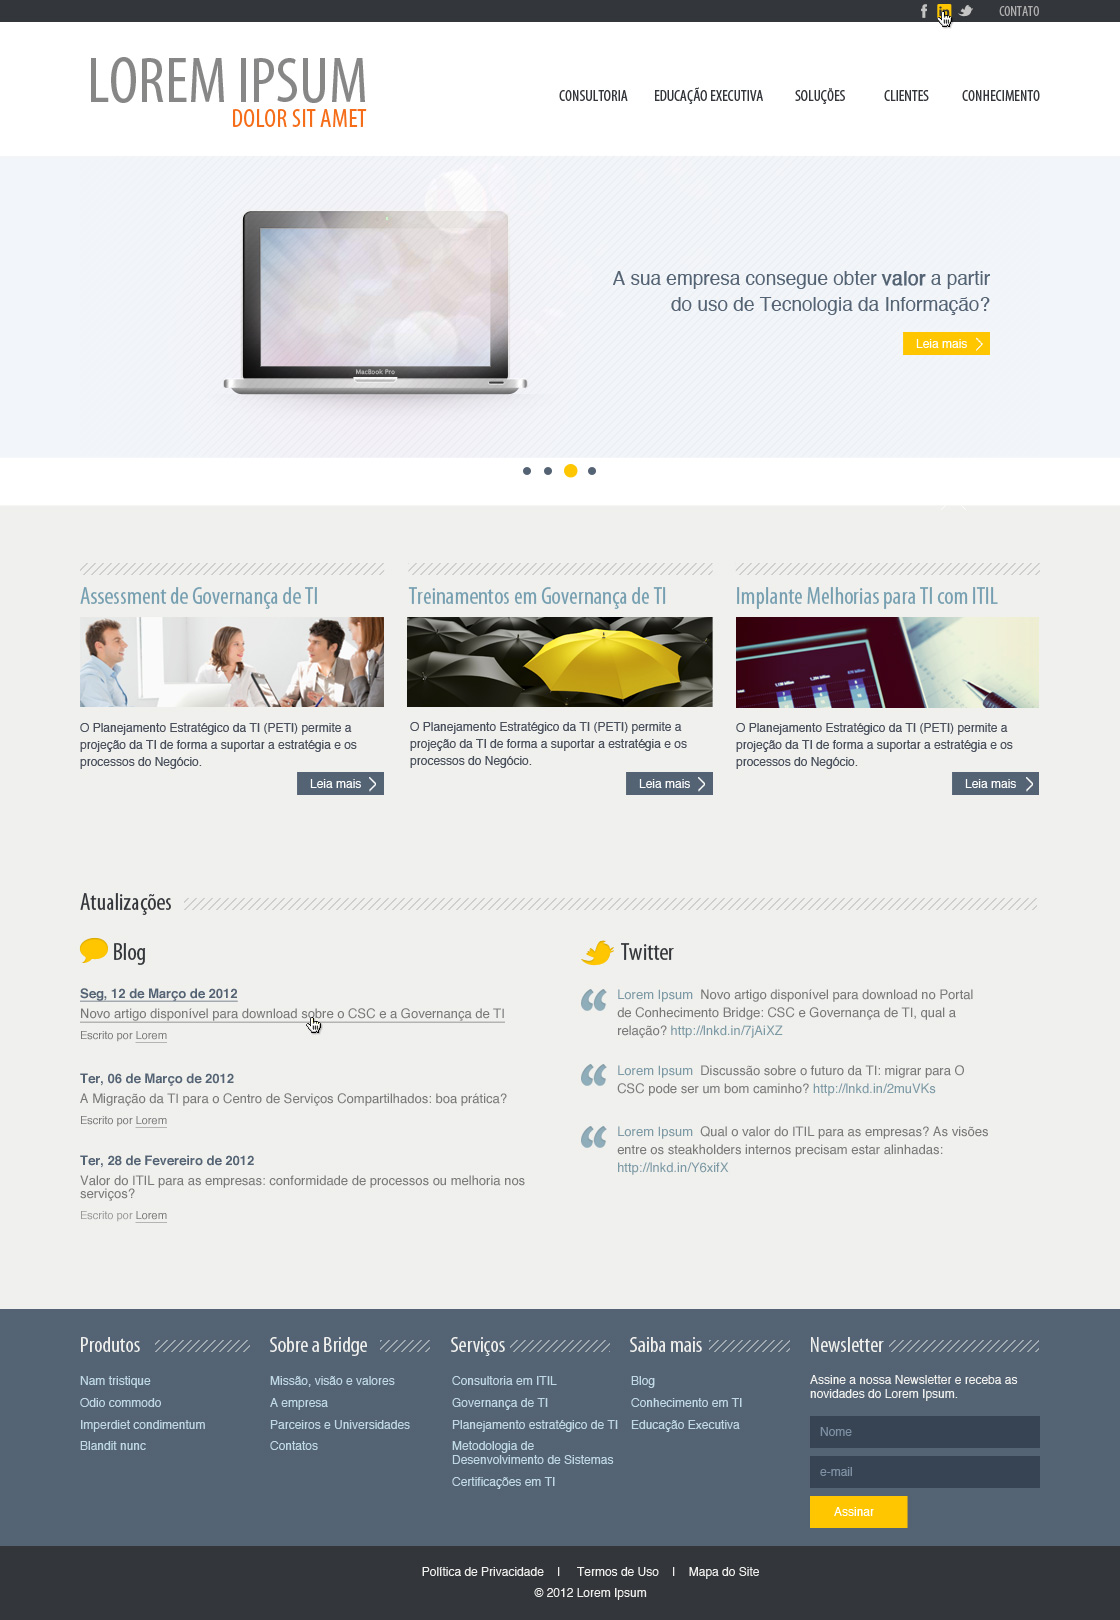 CONTATO
LOREM IPSUM
DOLOR SIT AMET
CONSULTORIA
EDUCAÇÃO EXECUTIVA
SOLUÇÕES
CLIENTES
CONHECIMENTO
A sua empresa consegue obter valor a partir
do uso de Tecnologia da Informação?
Leia mais
MacBook Pro
Assessment de Governança de TI
O Planejamento Estratégico da TI (PETI) permite a
projeção da TI de forma a suportar a estratégia e os
processos do Negócio.
Leia mais
Treinamentos em Governança de TI
O Planejamento Estratégico da TI (PETI) permite a
projeção da TI de forma a suportar a estratégia e os
processos do Negócio.
Leia mais
Implante Melhorias para TI com ITIL
O Planejamento Estratégico da TI (PETI) permite a
projeção da TI de forma a suportar a estratégia e os
processos do Negócio.
Leia mais
Atualizações
Blog
Seg, 12 de Março de 2012
Novo artigo disponível para download sobre o CSC e a Governança de TI
Escrito por Lorem
Ter, 06 de Março de 2012
A Migração da TI para o Centro de Serviços Compartilhados: boa prática?
Escrito por Lorem
Ter, 28 de Fevereiro de 2012
Valor do ITIL para as empresas: conformidade de processos ou melhoria nos
serviços?
Escrito por Lorem
Twitter
Lorem Ipsum Novo artigo disponível para download no Portal
de Conhecimento Bridge: CSC e Governança de TI, qual a
relação? http://lnkd.in/7jAiXZ
Lorem Ipsum Discussão sobre o futuro da TI: migrar para O
CSC pode ser um bom caminho? http://lnkd.in/2muVKs
Lorem Ipsum Qual o valor do ITIL para as empresas? As visões
entre os steakholders internos precisam estar alinhadas:
http://lnkd.in/Y6xifX
Produtos
Nam tristique
Odio commodo
Imperdiet condimentum
Blandit nunc
Sobre a Bridge
Missão, visão e valores
A empresa
Parceiros e Universidades
Contatos
Serviços
Consultoria em ITIL
Governança de TI
Planejamento estratégico de TI
Metodologia de
Desenvolvimento de Sistemas
Certificações em TI
Saiba mais
Blog
Conhecimento em TI
Educação Executiva
Newsletter
Assine a nossa Newsletter e receba as
novidades do Lorem Ipsum.
Nome
e-mail
Assinar
Política de Privacidade | Termos de Uso | Mapa do Site
© 2012 Lorem Ipsum